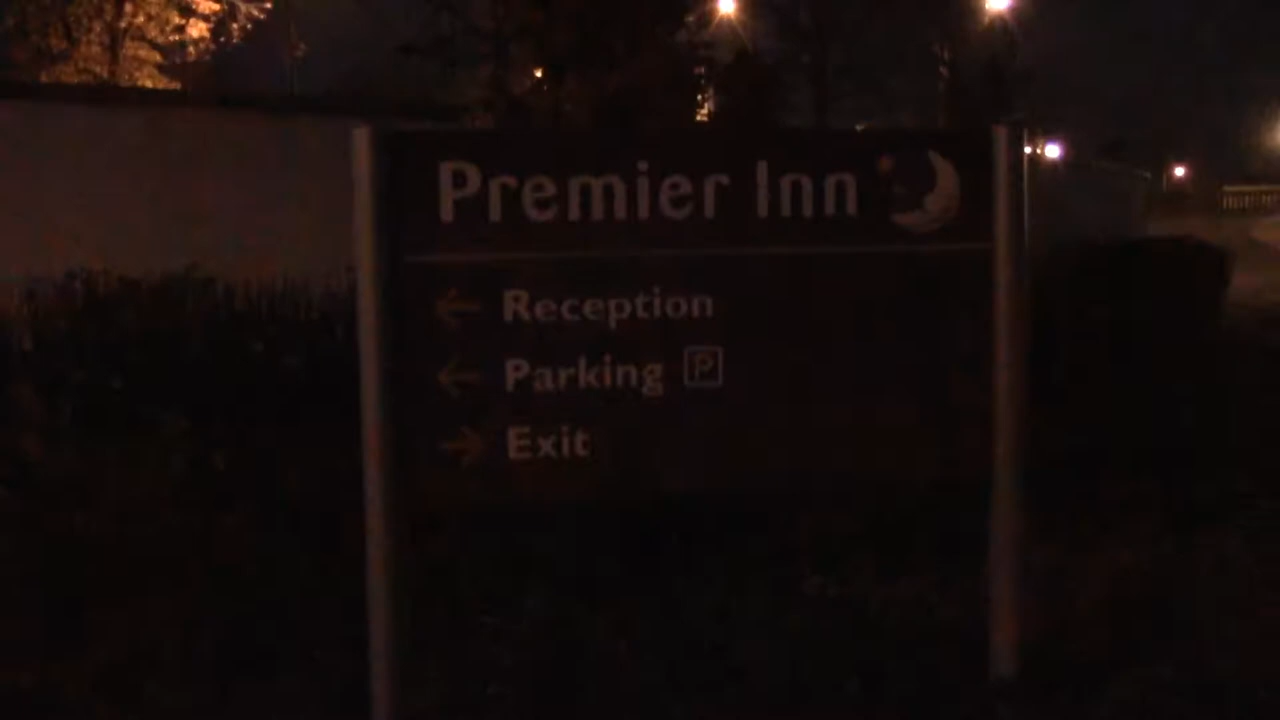 Premier Inn
← Reception
← Parking P
→ Exit